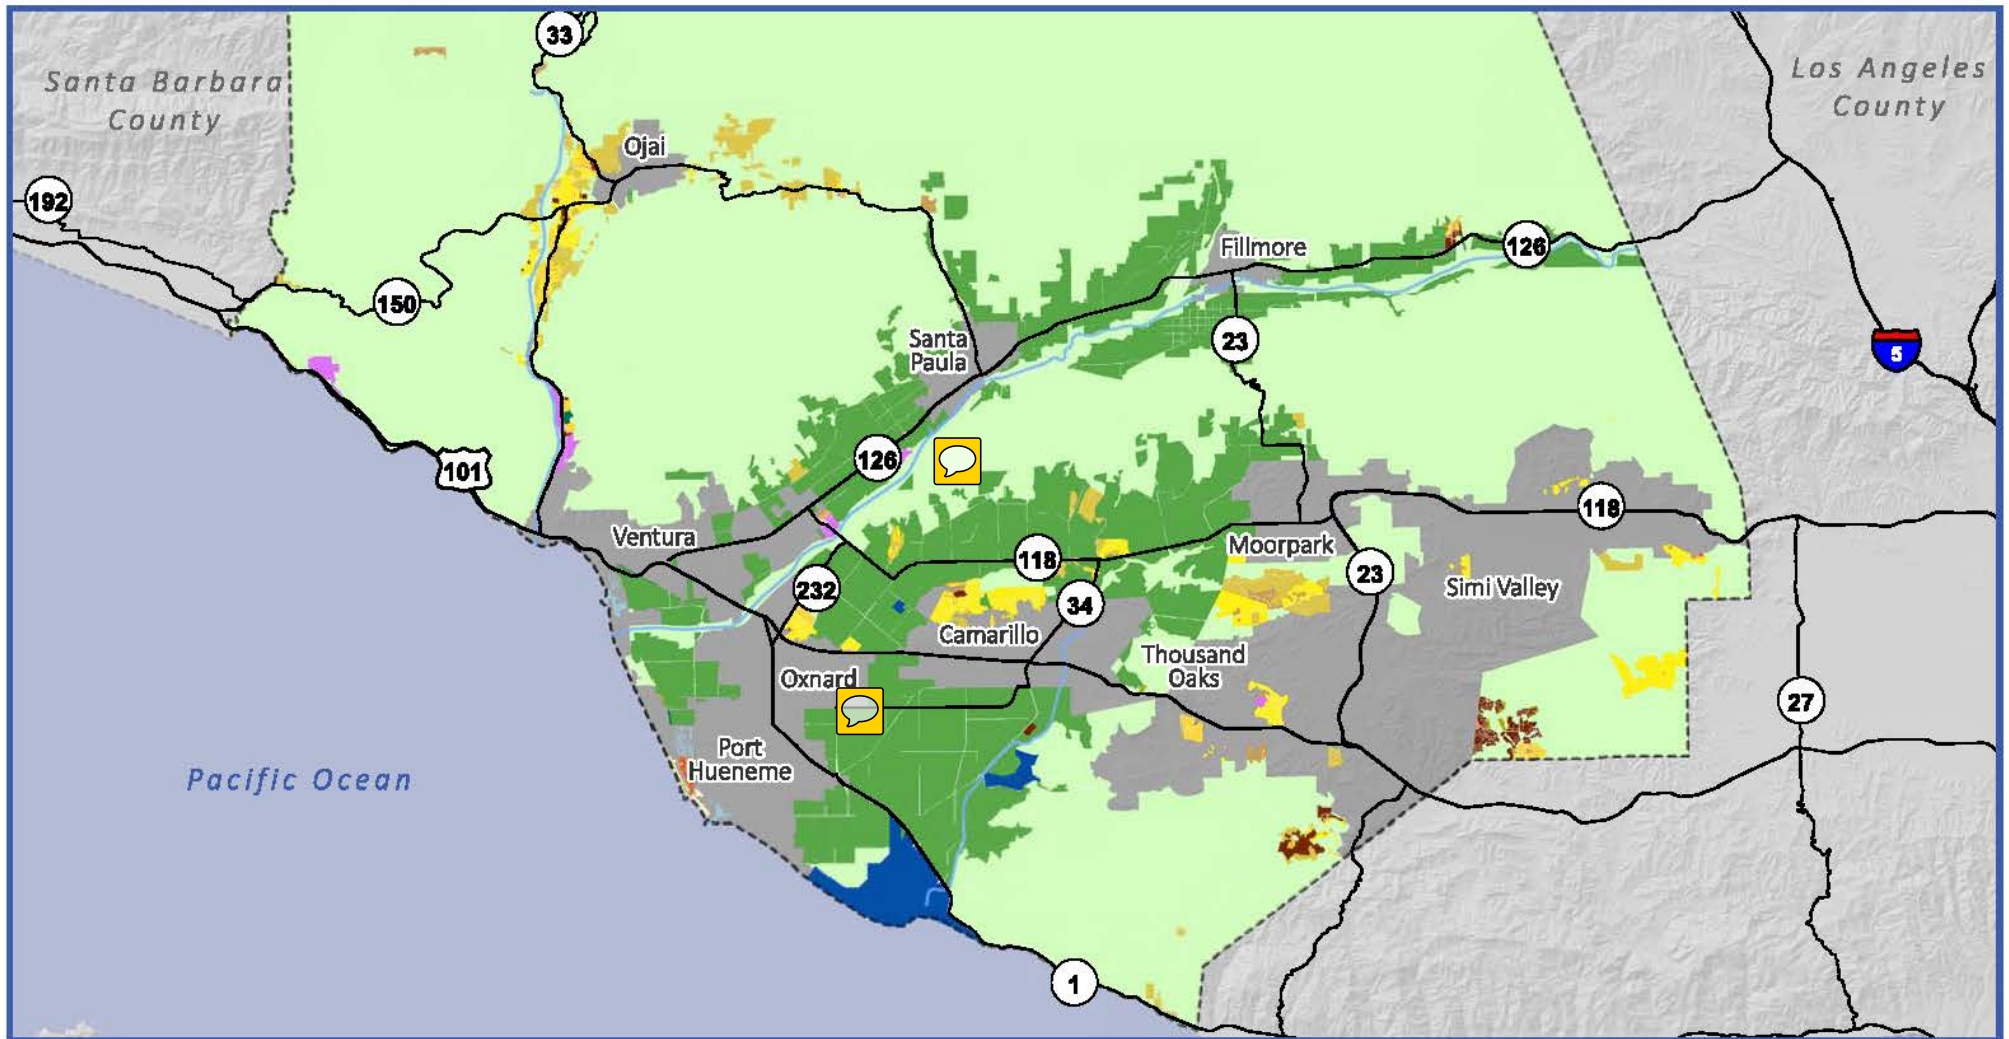 33
Santa Barbara
County
Los Angeles
County
Ojai
192
126
Fillmore
150
Santa
Paula
23
5
126
101
118
Ventura
118
Moorpark
23
232
34
Simi Valley
Camarillo
Thousand
Oaks
Oxnard
27
Port
Hueneme
Pacific Ocean
1